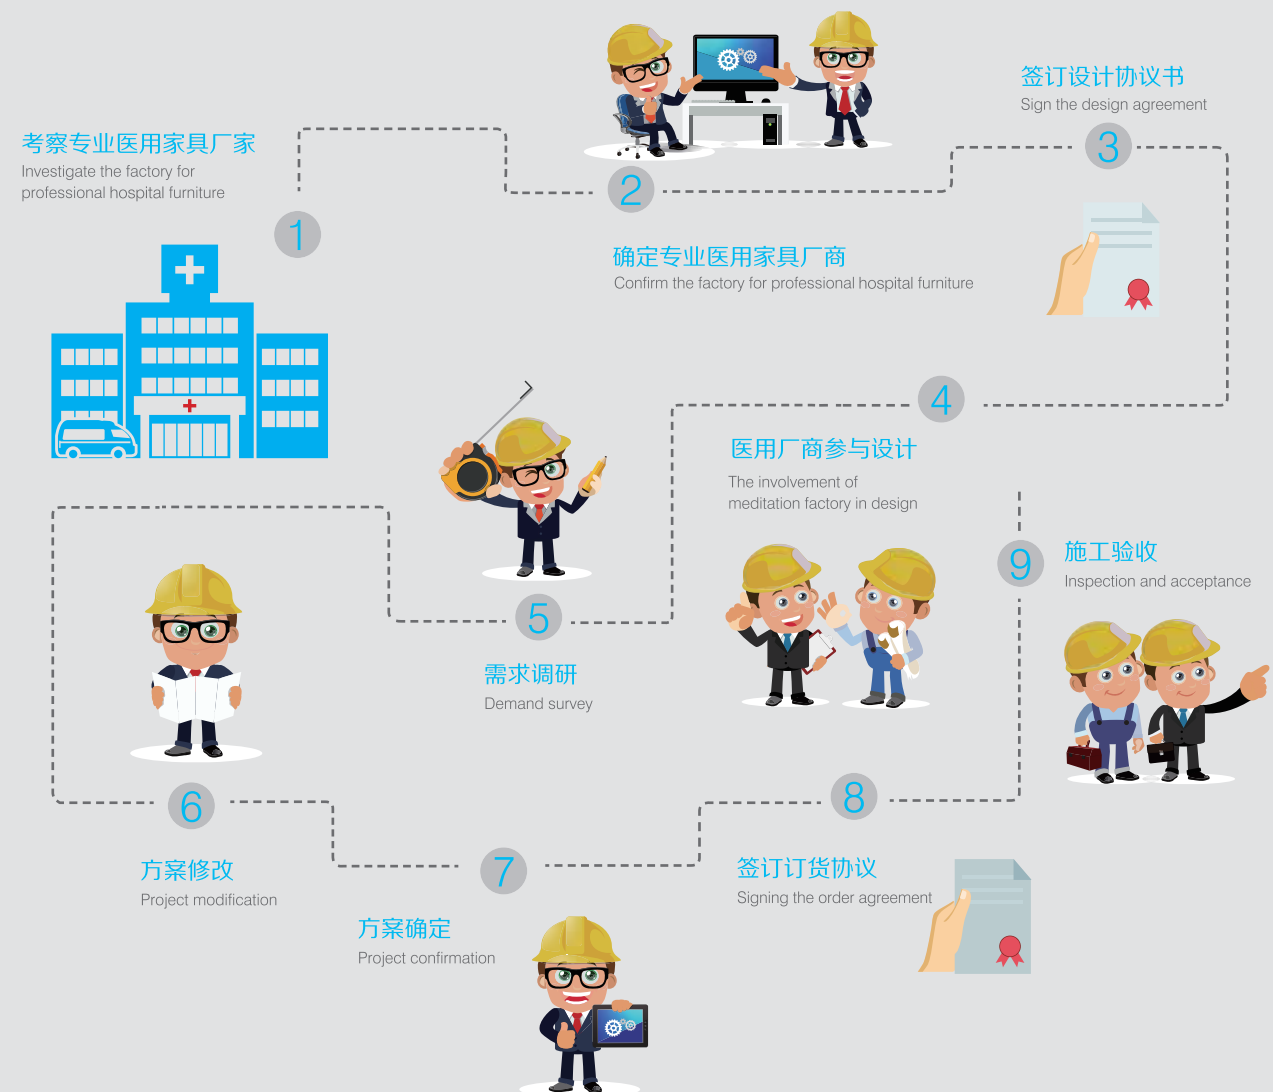 考察专业医用家具厂家
Investigate the factory for
professional hospital furniture
1
2
确定专业医用家具厂商
Confirm the factory for professional hospital furniture
签订设计协议书
Sign the design agreement
3
4
医用厂商参与设计
The involvement of
meditation factory in design
5
需求调研
Demand survey
6
方案修改
Project modification
7
方案确定
Project confirmation
8
签订订货协议
Signing the order agreement
9
施工验收
Inspection and acceptance